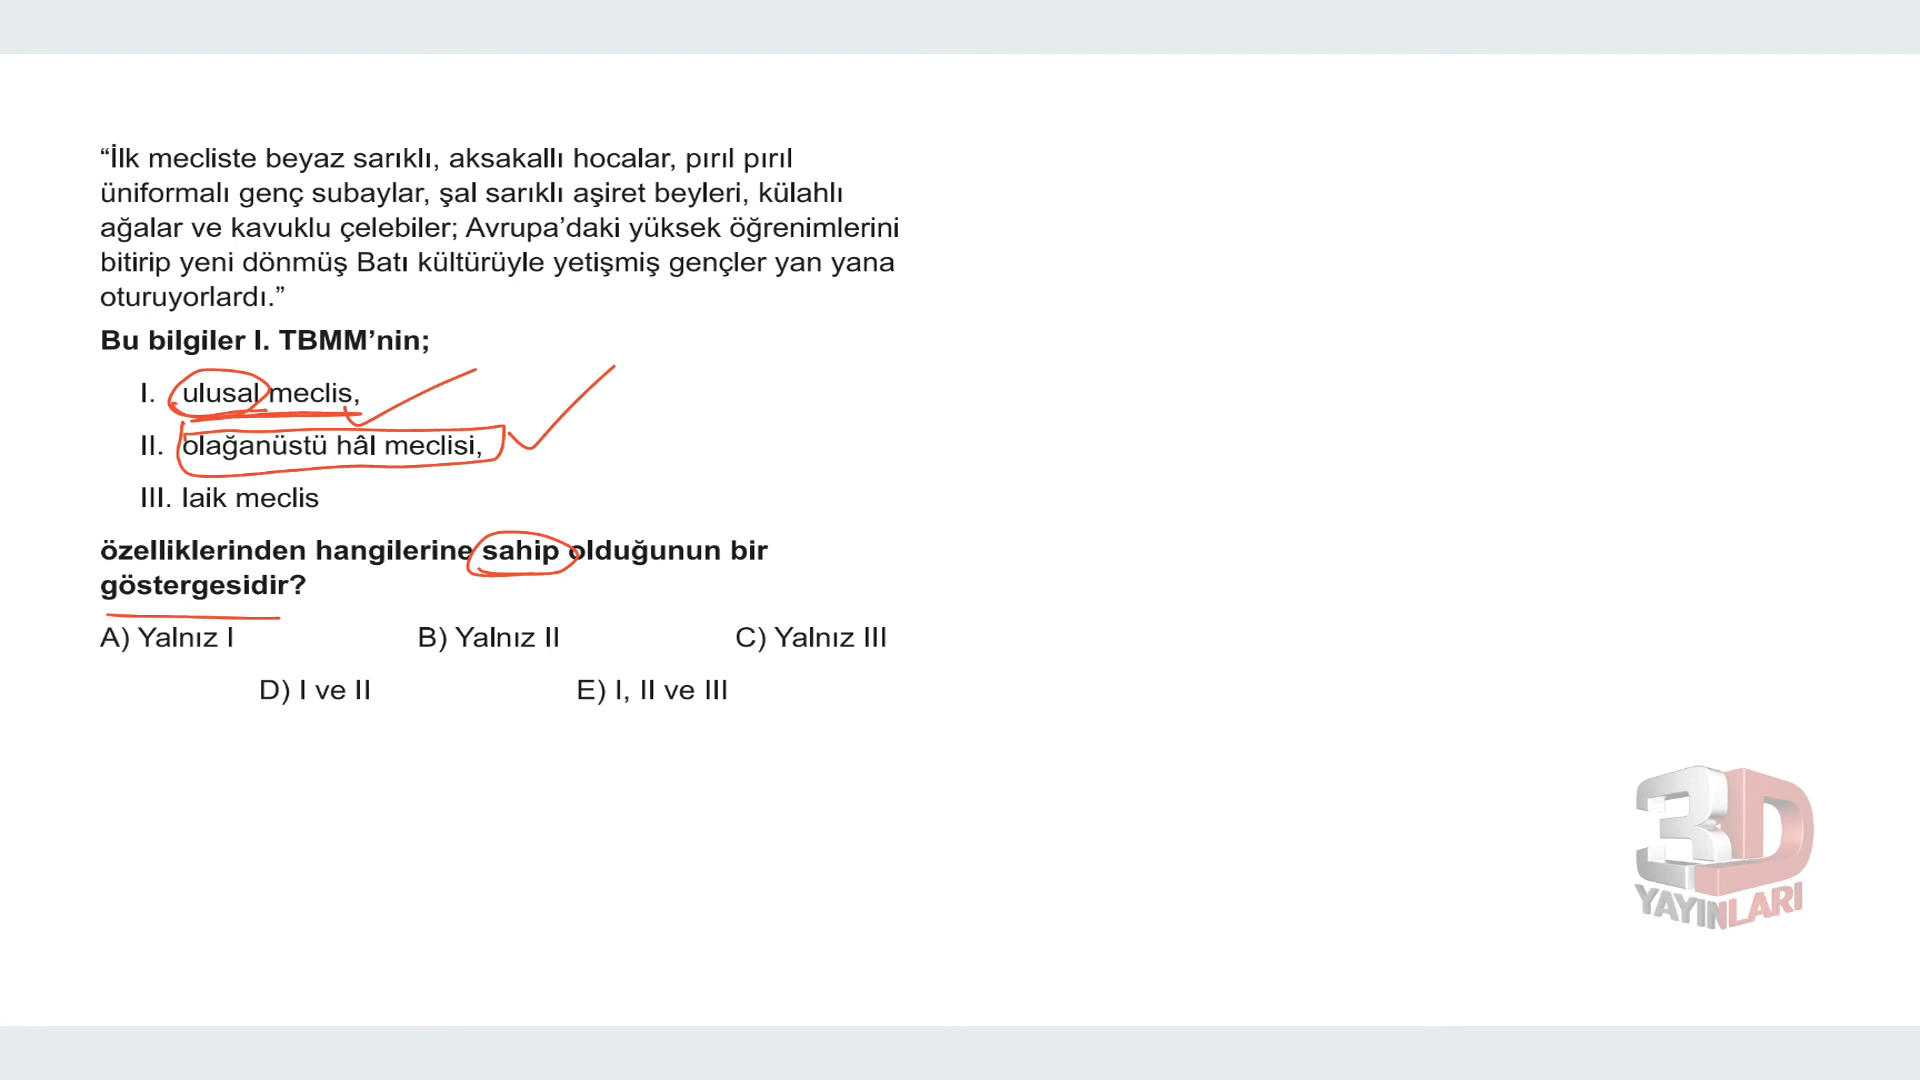 “İlk mecliste beyaz sarıklı, aksakallı hocalar, pırıl pırıl
üniformalı genç subaylar, şal sarıklı aşiret beyleri, külahlı
ağalar ve kavuklu çelebiler; Avrupa’daki yüksek öğrenimlerini
bitirip yeni dönmüş Batı kültürüyle yetişmiş gençler yan yana
oturuyorlardı.”
Bu bilgiler I. TBMM’nin;
I. ulusal meclis,
II. olağanüstü hâl meclisi,
III. laik meclis
özelliklerinden hangilerine sahip olduğunun bir
göstergesidir?
A) Yalnız I B) Yalnız II C) Yalnız III
D) I ve II E) I, II ve III
3D
YAYINLARI